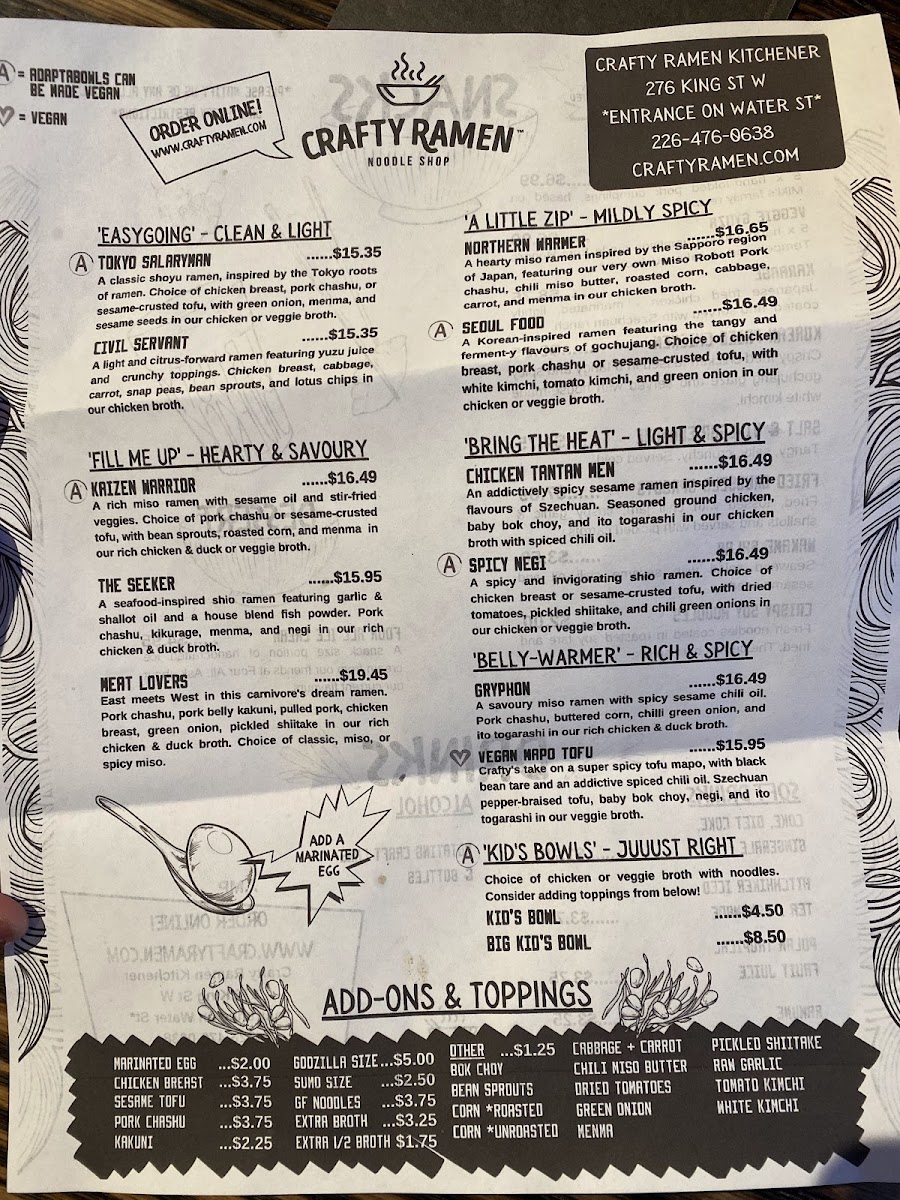 Ⓐ = ADAPTABOWLS CAN
BE MADE VEGAN
♡ = VEGAN
ORDER ONLINE!
WWW.CRAFTYRAMEN.COM
CRAFTY RAMEN™
NOODLE SHOP
CRAFTY RAMEN KITCHENER
276 KING ST W
*ENTRANCE ON WATER ST*
226-476-0638
CRAFTYRAMEN.COM
'EASYGOING' - CLEAN & LIGHT
Ⓐ TOKYO SALARYMAN ......$15.35
A classic shoyu ramen, inspired by the Tokyo roots
of ramen. Choice of chicken breast, pork chashu, or
sesame-crusted tofu, with green onion, menma, and
sesame seeds in our chicken or veggie broth.
CIVIL SERVANT ......$15.35
A light and citrus-forward ramen featuring yuzu juice
and crunchy toppings. Chicken breast, cabbage,
carrot, snap peas, bean sprouts, and lotus chips in
our chicken broth.
'FILL ME UP' - HEARTY & SAVOURY
Ⓐ KAIZEN WARRIOR ......$16.49
A rich miso ramen with sesame oil and stir-fried
veggies. Choice of pork chashu or sesame-crusted
tofu, with bean sprouts, roasted corn, and menma in
our rich chicken & duck or veggie broth.
THE SEEKER ......$15.95
A seafood-inspired shio ramen featuring garlic &
shallot oil and a house blend fish powder. Pork
chashu, kikurage, menma, and negi in our rich
chicken & duck broth.
MEAT LOVERS ......$19.45
East meets West in this carnivore's dream ramen.
Pork chashu, pork belly kakuni, pulled pork, chicken
breast, green onion, pickled shiitake in our rich
chicken & duck broth. Choice of classic, miso, or
spicy miso.
ADD A
MARINATED
EGG
'A LITTLE ZIP' - MILDLY SPICY
NORTHERN WARMER ......$16.65
A hearty miso ramen inspired by the Sapporo region
of Japan, featuring our very own Miso Robot! Pork
chashu, chili miso butter, roasted corn, cabbage,
carrot, and menma in our chicken broth.
Ⓐ SEOUL FOOD ......$16.49
A Korean-inspired ramen featuring the tangy and
ferment-y flavours of gochujang. Choice of chicken
breast, pork chashu or sesame-crusted tofu, with
white kimchi, tomato kimchi, and green onion in our
chicken or veggie broth.
'BRING THE HEAT' - LIGHT & SPICY
CHICKEN TANTAN MEN ......$16.49
An addictively spicy sesame ramen inspired by the
flavours of Szechuan. Seasoned ground chicken,
baby bok choy, and ito togarashi in our chicken
broth with spiced chili oil.
Ⓐ SPICY NEGI ......$16.49
A spicy and invigorating shio ramen. Choice of
chicken breast or sesame-crusted tofu, with dried
tomatoes, pickled shiitake, and chili green onions in
our chicken or veggie broth.
'BELLY-WARMER' - RICH & SPICY
GRYPHON ......$16.49
A savoury miso ramen with spicy sesame chili oil.
Pork chashu, buttered corn, chilli green onion, and
ito togarashi in our rich chicken & duck broth.
♡ VEGAN MAPO TOFU ......$15.95
Crafty's take on a super spicy tofu mapo, with black
bean tare and an addictive spiced chili oil. Szechuan
pepper-braised tofu, baby bok choy, negi, and ito
togarashi in our veggie broth.
Ⓐ 'KID'S BOWLS' - JUUUST RIGHT
Choice of chicken or veggie broth with noodles.
Consider adding toppings from below!
KID'S BOWL ......$4.50
BIG KID'S BOWL ......$8.50
ADD-ONS & TOPPINGS
MARINATED EGG ...$2.00
CHICKEN BREAST ...$3.75
SESAME TOFU ...$3.75
PORK CHASHU ...$3.75
KAKUNI ...$2.25
GODZILLA SIZE...$5.00
SUMO SIZE ...$2.50
GF NOODLES ...$3.75
EXTRA BROTH ...$3.25
EXTRA 1/2 BROTH $1.75
OTHER ...$1.25
BOK CHOY
BEAN SPROUTS
CORN *ROASTED
CORN *UNROASTED
CABBAGE + CARROT
CHILI MISO BUTTER
DRIED TOMATOES
GREEN ONION
MENMA
PICKLED SHIITAKE
RAW GARLIC
TOMATO KIMCHI
WHITE KIMCHI